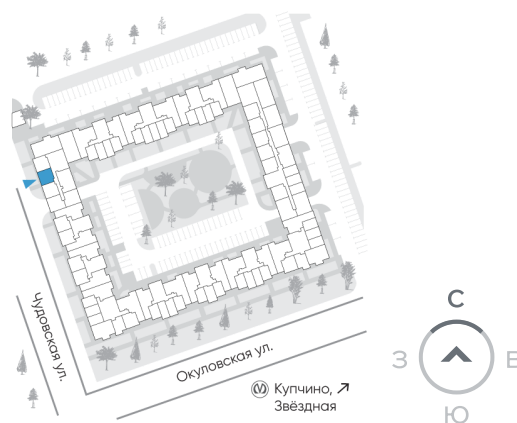 С
З
В
Ю
Чудовская ул.
Окуловская ул.
Купчино,
Звёздная